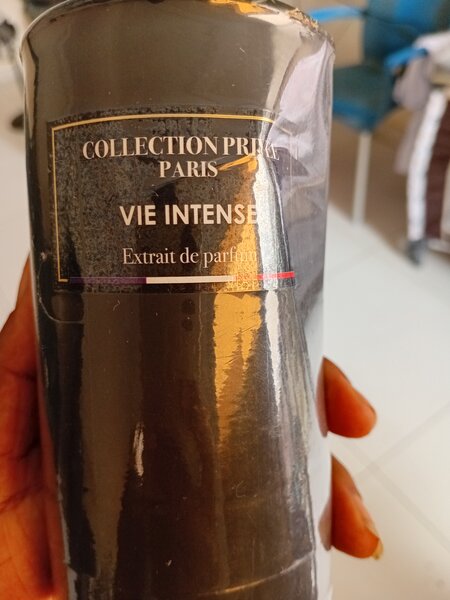 COLLECTION
PARIS
VIE INTENSE
Extrait de parfum